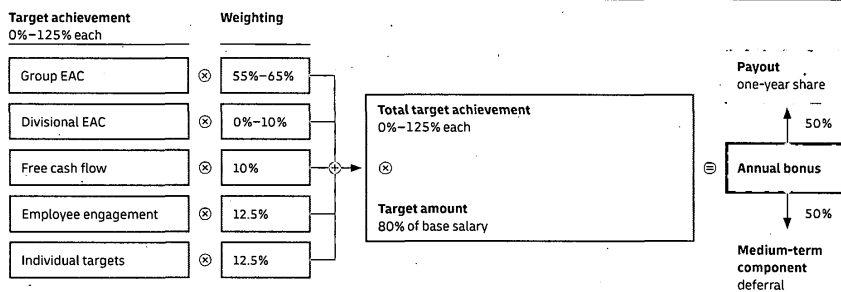 Target achievement
0%–125% each
Weighting
Group EAC ⊗ 55%–65%
Divisional EAC ⊗ 0%–10%
Free cash flow ⊗ 10%
Employee engagement ⊗ 12.5%
Individual targets ⊗ 12.5%
⊕
Total target achievement
0%–125% each
⊗
Target amount
80% of base salary
⊜
Payout
one-year share
50%
Annual bonus
50%
Medium-term
component
deferral